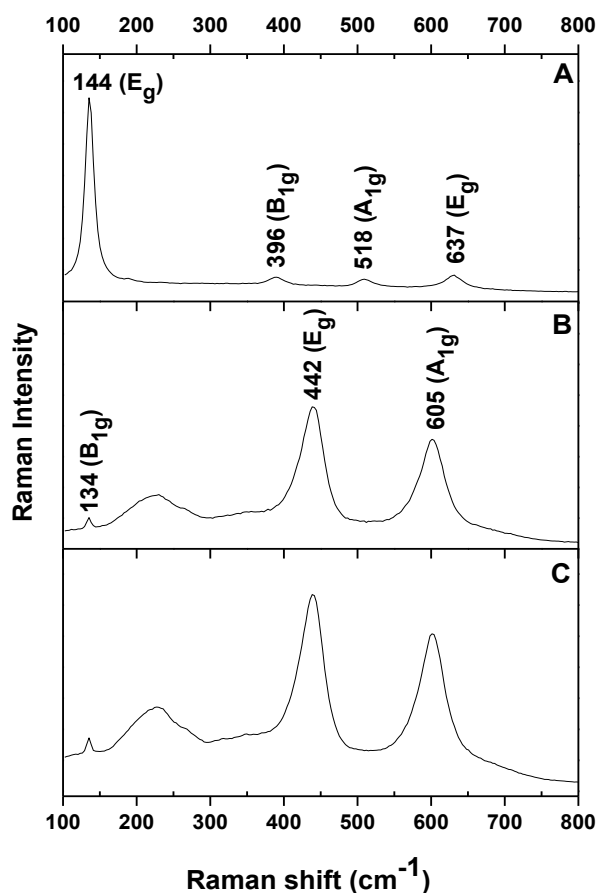 100 200 300 400 500 600 700 800
A
144 (Eg)
396 (B1g)
518 (A1g)
637 (Eg)
B
134 (B1g)
442 (Eg)
605 (A1g)
C
Raman Intensity
100 200 300 400 500 600 700 800
Raman shift (cm-1)